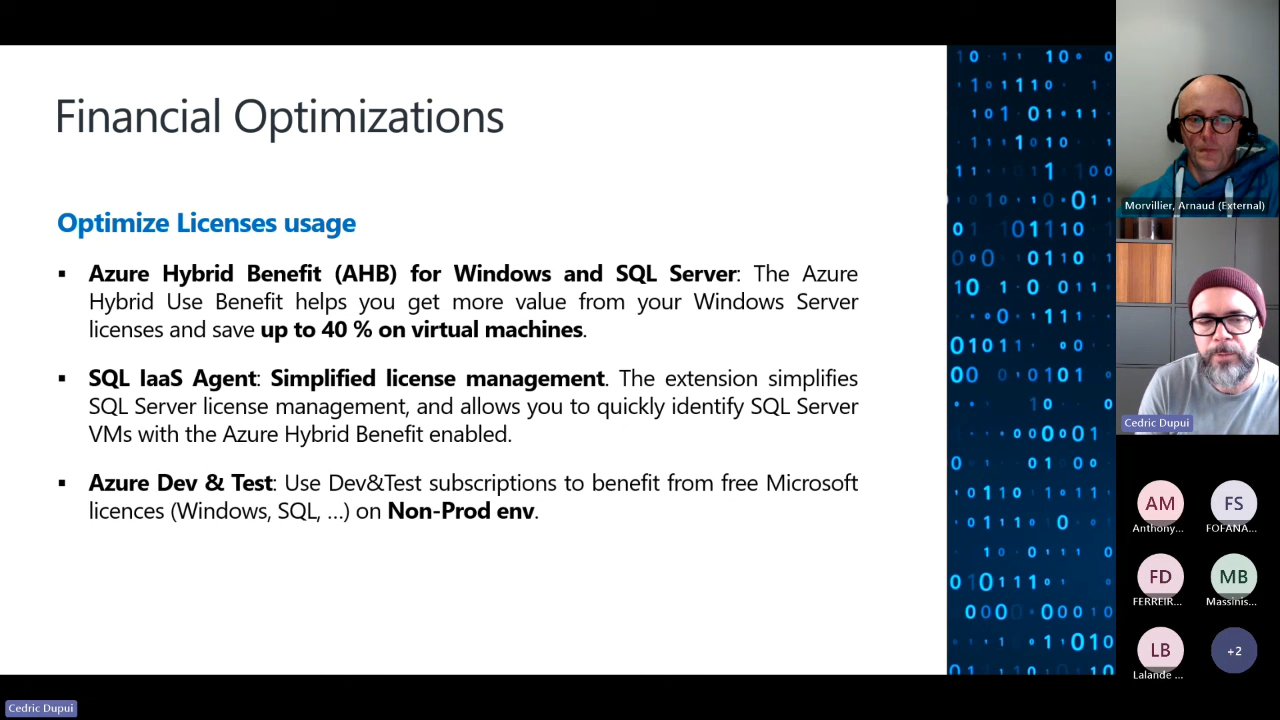 Financial Optimizations
Optimize Licenses usage
▪ Azure Hybrid Benefit (AHB) for Windows and SQL Server: The Azure
Hybrid Use Benefit helps you get more value from your Windows Server
licenses and save up to 40 % on virtual machines.
▪ SQL IaaS Agent: Simplified license management. The extension simplifies
SQL Server license management, and allows you to quickly identify SQL Server
VMs with the Azure Hybrid Benefit enabled.
▪ Azure Dev & Test: Use Dev&Test subscriptions to benefit from free Microsoft
licences (Windows, SQL, ...) on Non-Prod env.
Morvillier, Arnaud (External)
Cedric Dupui
AM
Anthony...
FS
FOFANA...
FD
FERREIR...
MB
Massinis...
LB
Lalande ...
+2
Cedric Dupui